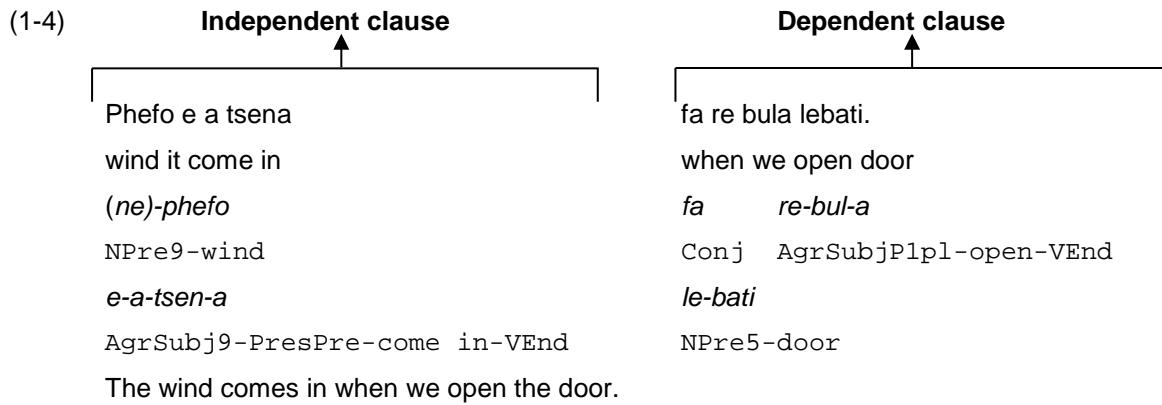 (1-4) Independent clause Dependent clause
Phefo e a tsena fa re bula lebati.
wind it come in when we open door
(ne)-phefo fa re-bul-a
NPre9-wind Conj AgrSubjP1pl-open-VEnd
e-a-tsen-a le-bati
AgrSubj9-PresPre-come in-VEnd NPre5-door
The wind comes in when we open the door.